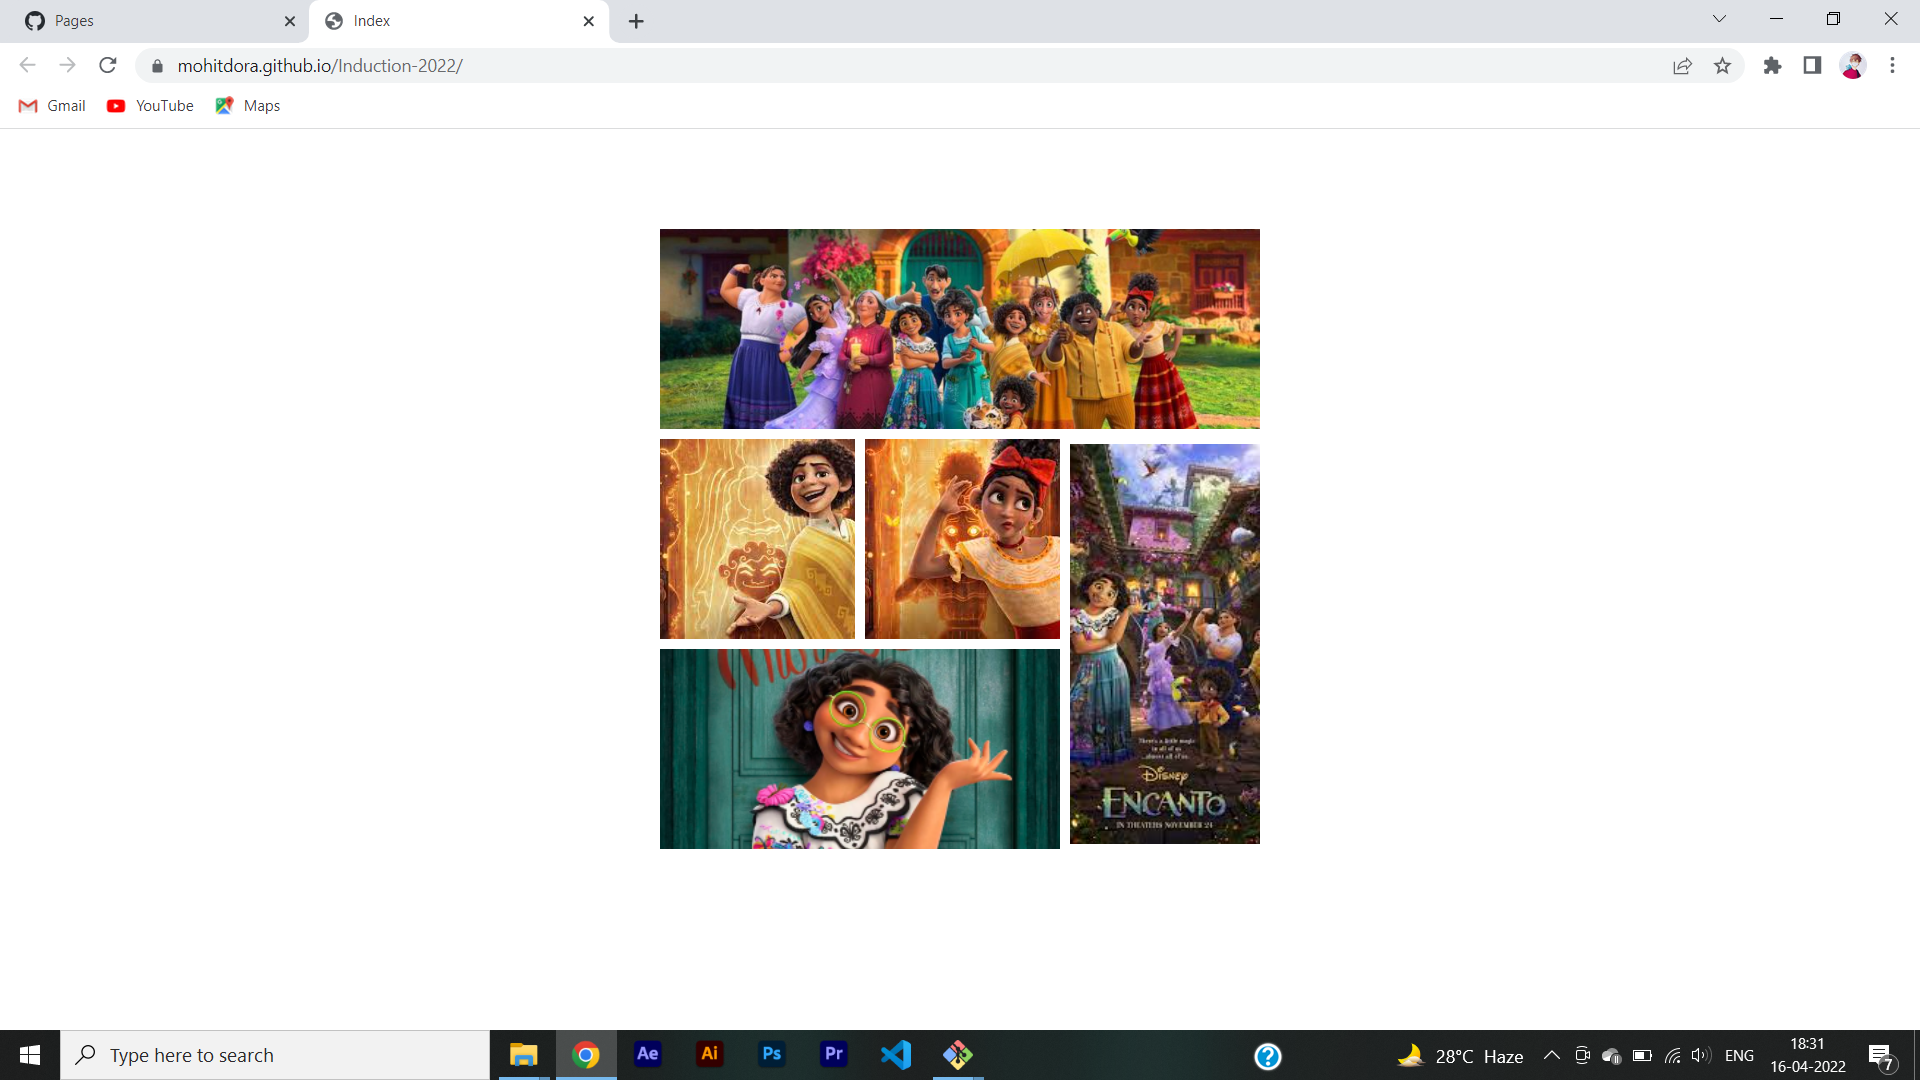 Pages
Index
mohitdora.github.io/Induction-2022/
Gmail
YouTube
Maps
There's a little magic
in all of us
...almost all of us.
Disney
ENCANTO
IN THEATERS NOVEMBER 24
Type here to search
Ae
Ai
Ps
Pr
?
28°C Haze
ENG
18:31
16-04-2022
7